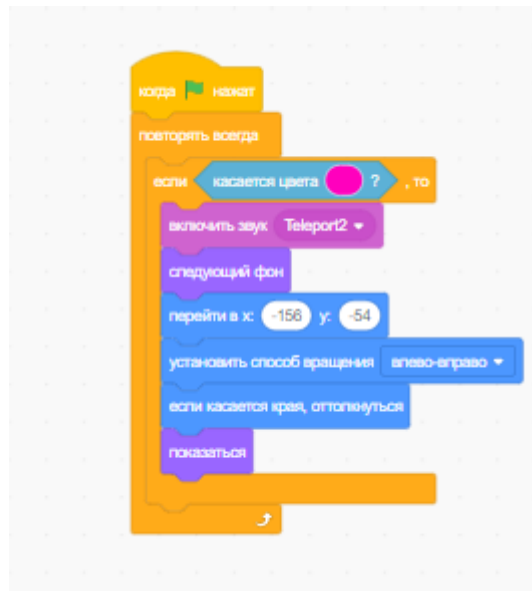 когда нажат
повторять всегда
если касается цвета ? , то
включить звук Teleport2
следующий фон
перейти в x: -156 y: -54
установить способ вращения влево-вправо
если касается края, оттолкнуться
показаться